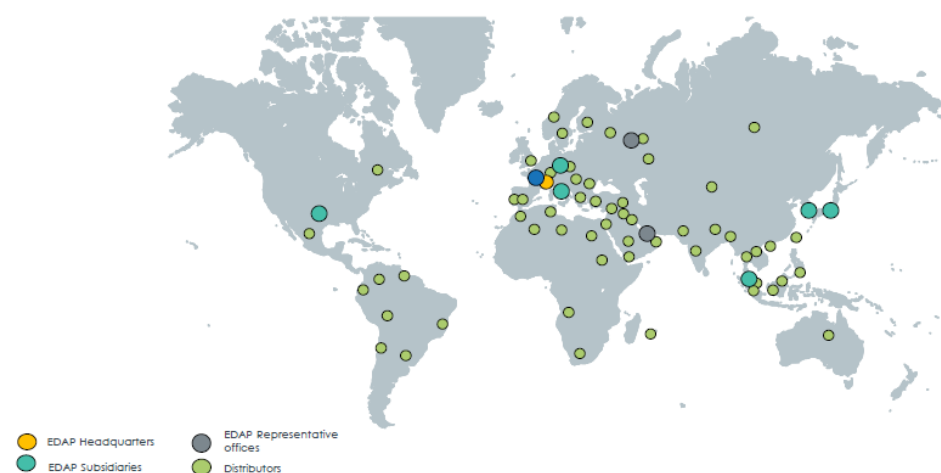 EDAP Headquarters
EDAP Subsidiaries
EDAP Representative
offices
Distributors